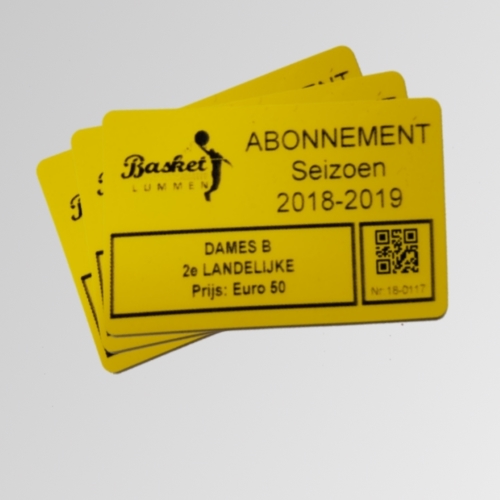 Basket
LUMMEN
ABONNEMENT
Seizoen
2018-2019
DAMES B
2e LANDELIJKE
Prijs: Euro 50
Nr:18-0117